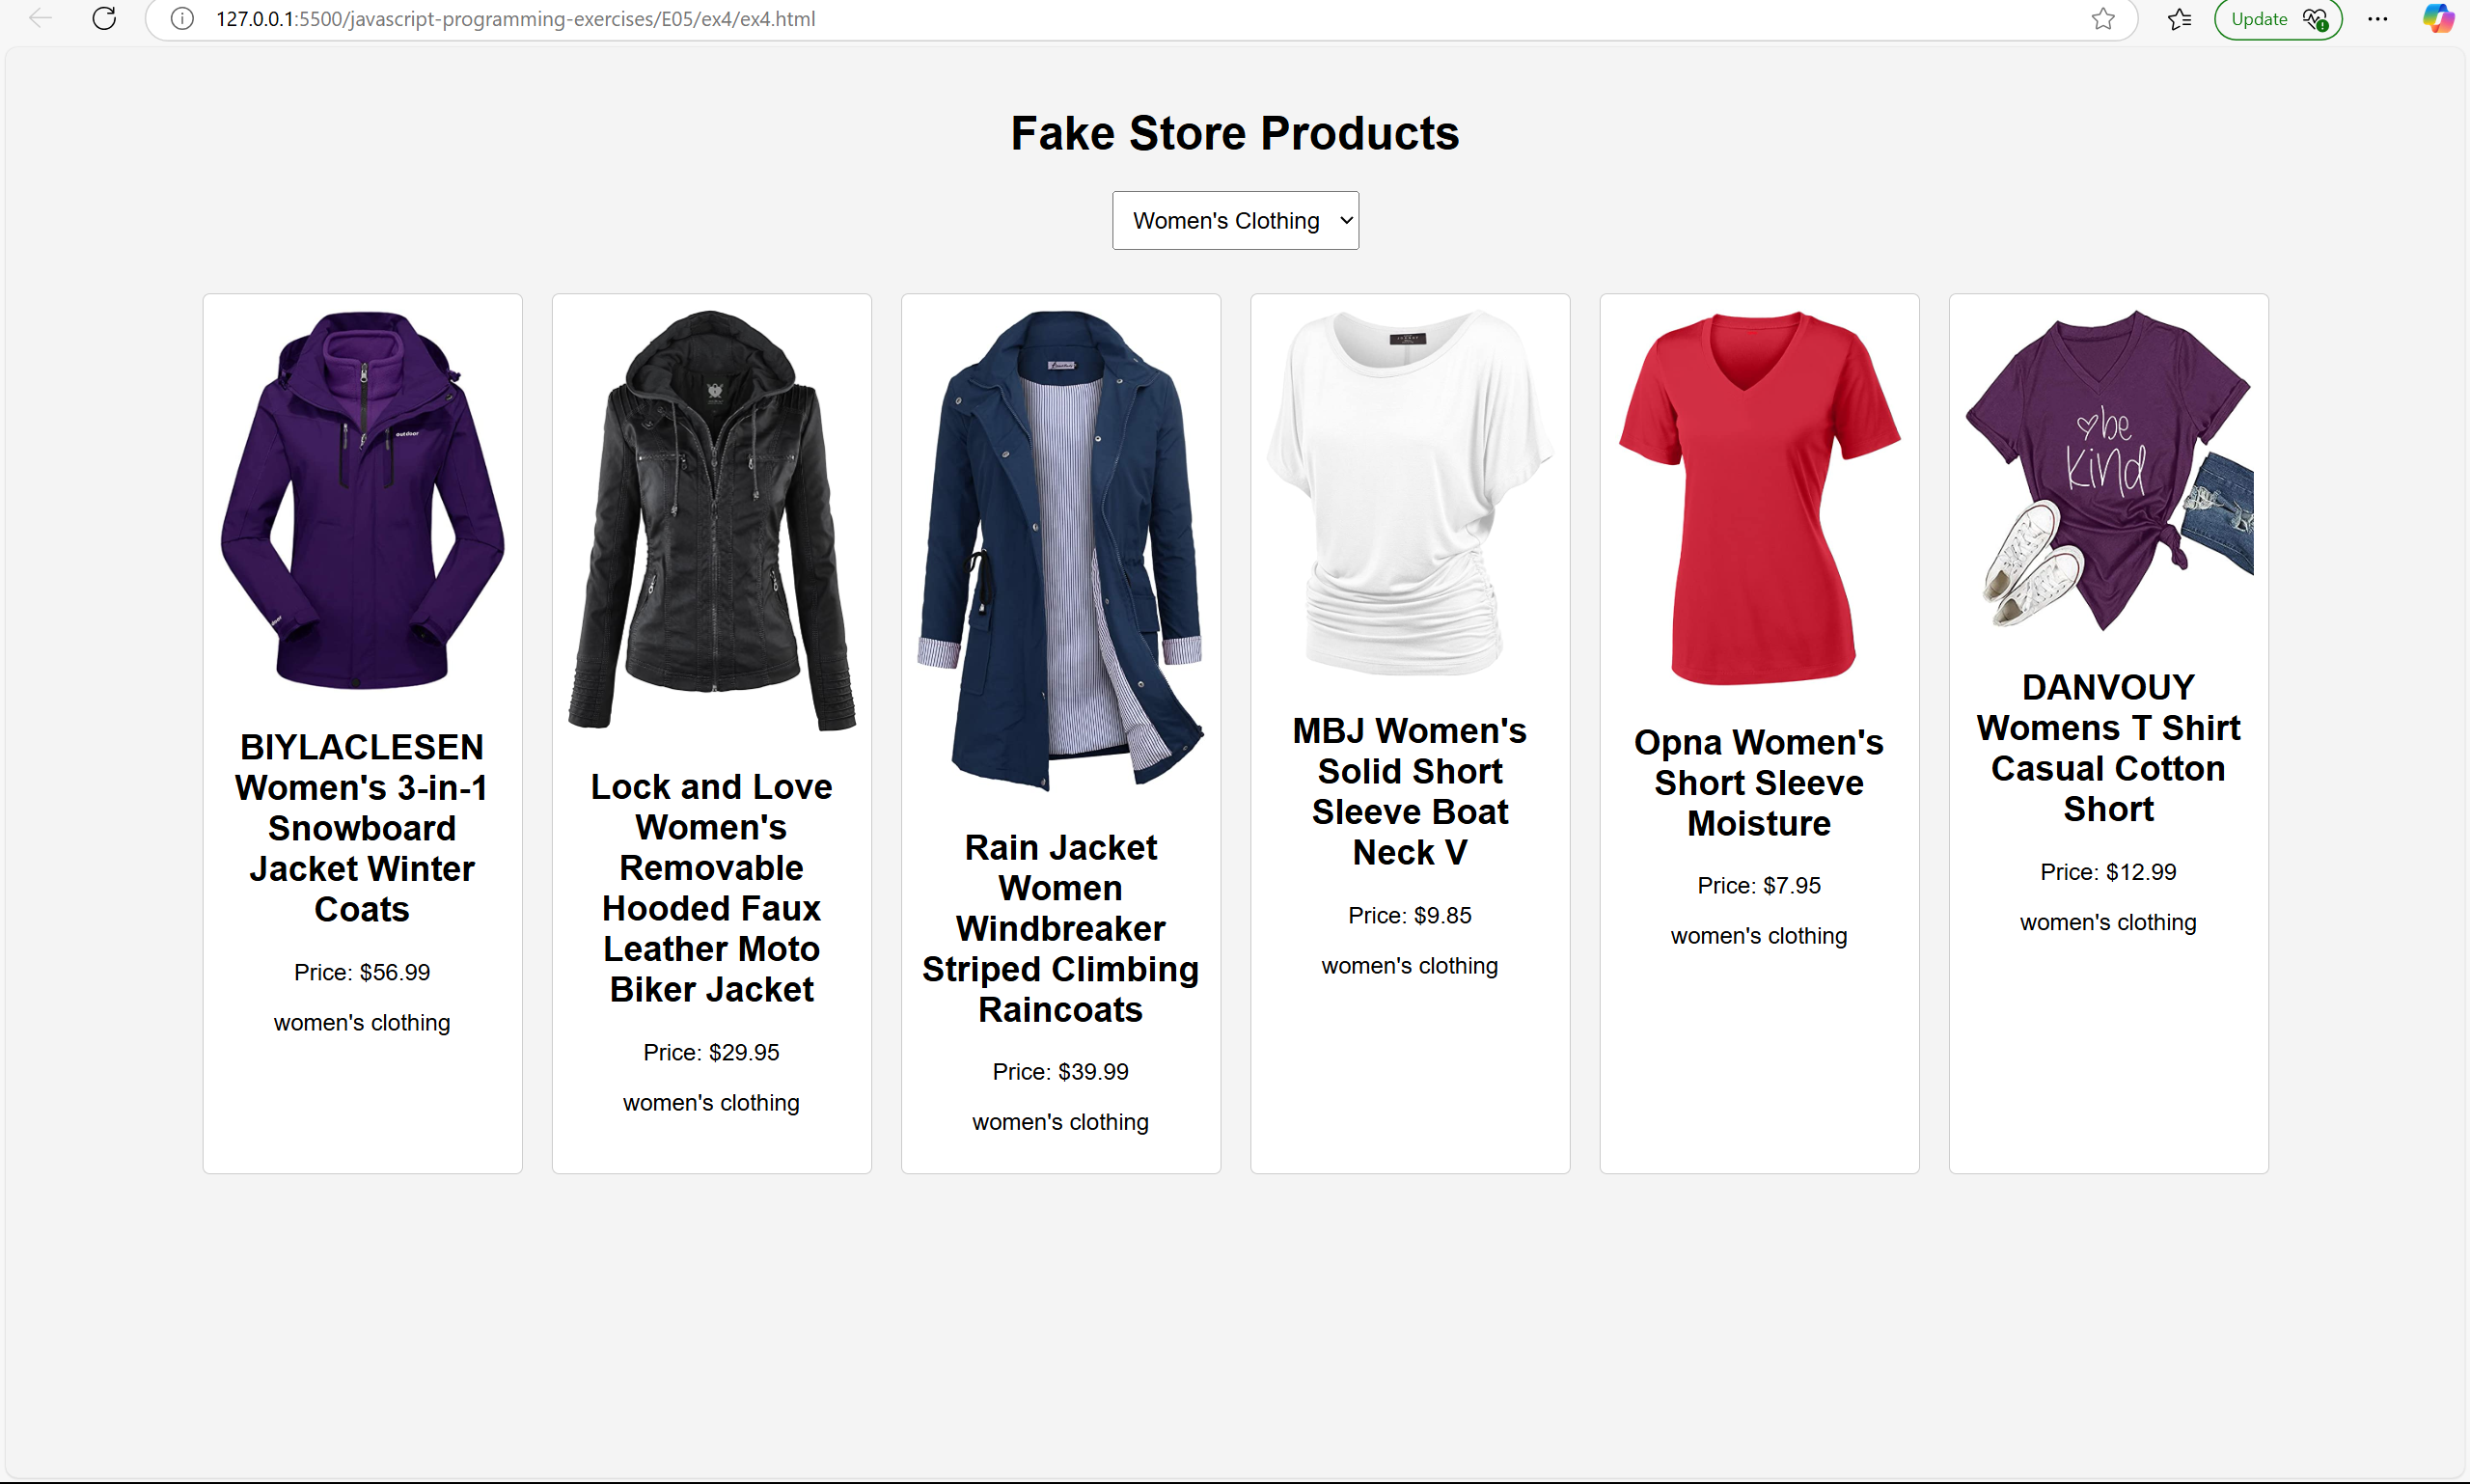 127.0.0.1:5500/javascript-programming-exercises/E05/ex4/ex4.html
Update
Fake Store Products
Women's Clothing
outdoor
be
kind
BIYLACLESEN
Women's 3-in-1
Snowboard
Jacket Winter
Coats
Price: $56.99
women's clothing
Lock and Love
Women's
Removable
Hooded Faux
Leather Moto
Biker Jacket
Price: $29.95
women's clothing
Rain Jacket
Women
Windbreaker
Striped Climbing
Raincoats
Price: $39.99
women's clothing
MBJ Women's
Solid Short
Sleeve Boat
Neck V
Price: $9.85
women's clothing
Opna Women's
Short Sleeve
Moisture
Price: $7.95
women's clothing
DANVOUY
Womens T Shirt
Casual Cotton
Short
Price: $12.99
women's clothing